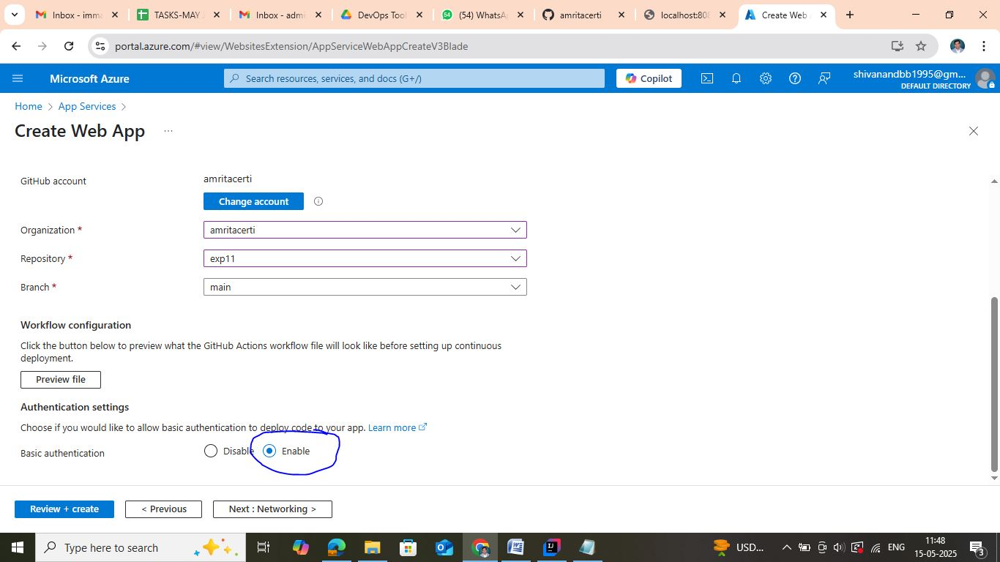 Inbox - imma
TASKS-MAY
Inbox - admi
DevOps Tool
(54) WhatsA
amritacerti
localhost:808
Create Web
portal.azure.com/#view/WebsitesExtension/AppServiceWebAppCreateV3Blade
Microsoft Azure
Search resources, services, and docs (G+/)
Copilot
shivanandbb1995@gm...
DEFAULT DIRECTORY
Home > App Services >
Create Web App ...
GitHub account
amritacerti
Change account
Organization *
amritacerti
Repository *
exp11
Branch *
main
Workflow configuration
Click the button below to preview what the GitHub Actions workflow file will look like before setting up continuous
deployment.
Preview file
Authentication settings
Choose if you would like to allow basic authentication to deploy code to your app. Learn more
Basic authentication
Disable
Enable
Review + create
< Previous
Next : Networking >
Type here to search
USD...
ENG
11:48
15-05-2025
3